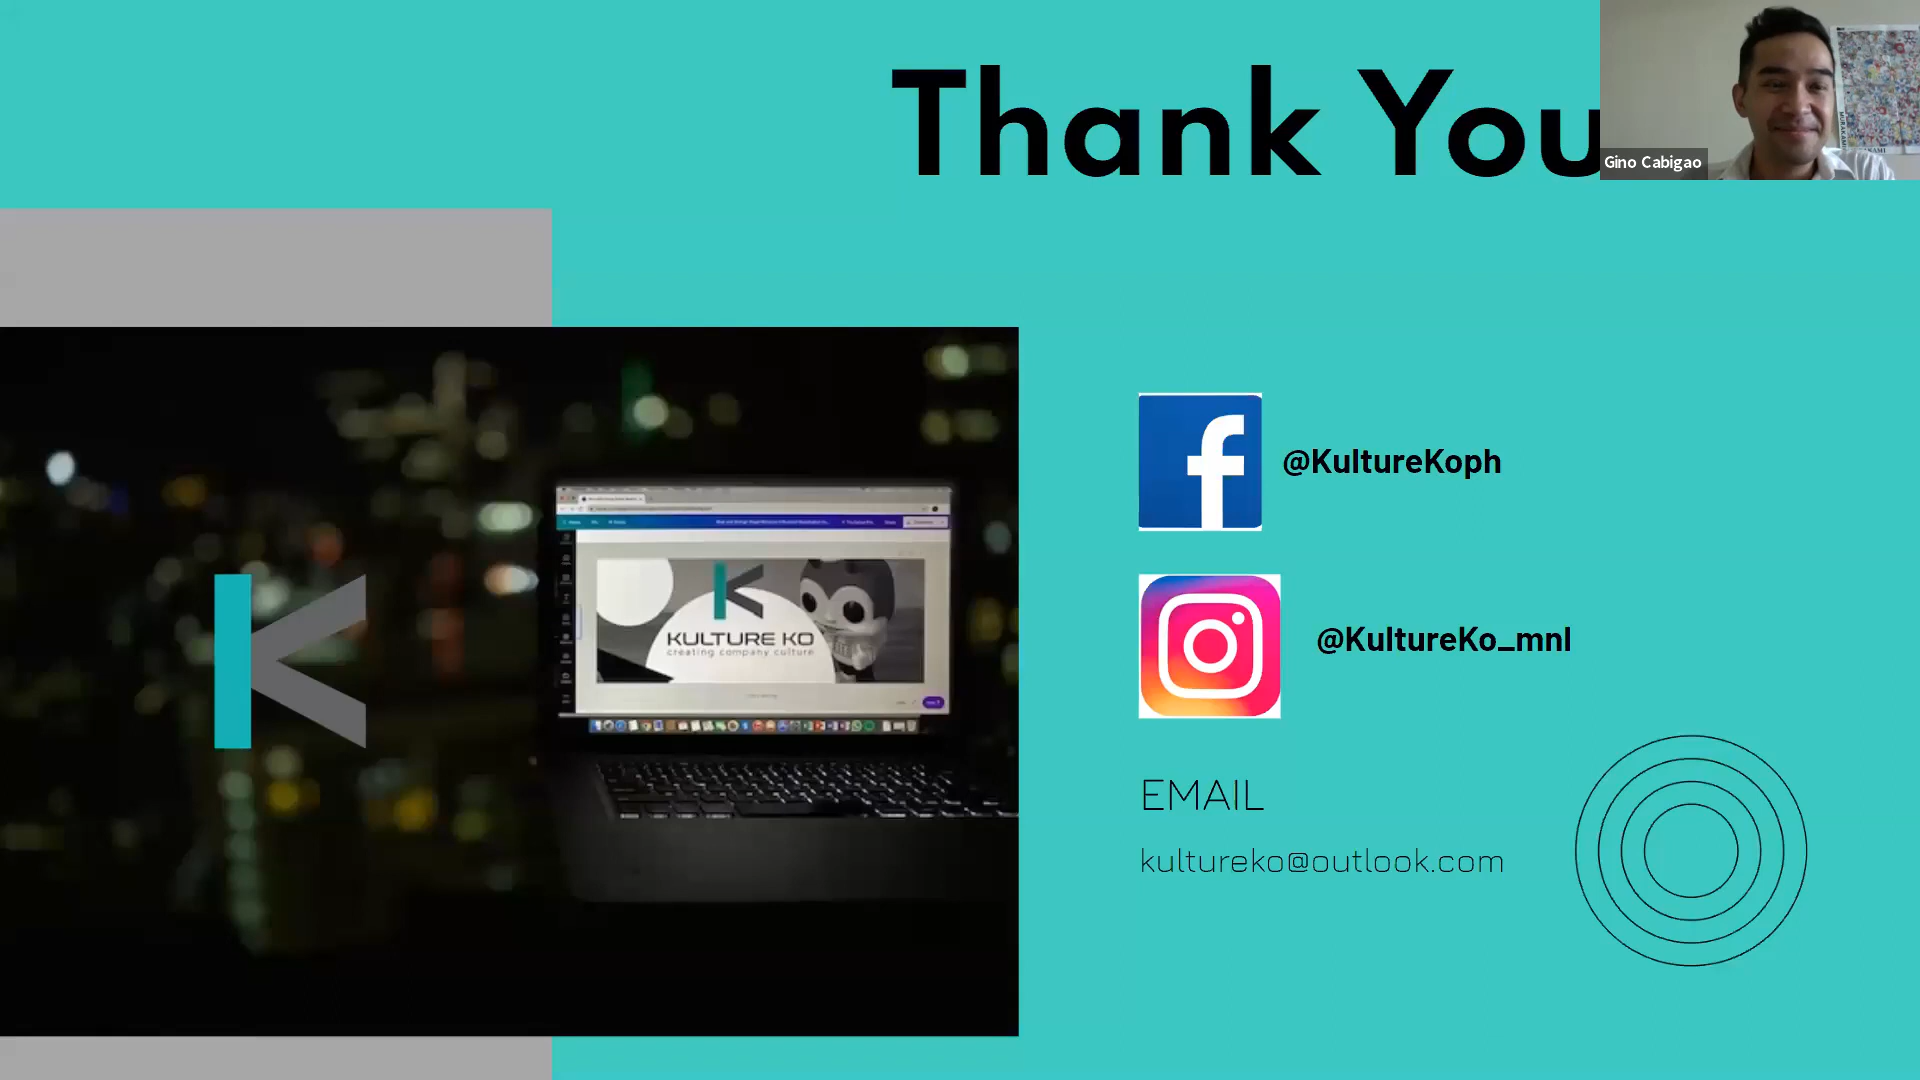 Thank You
Gino Cabigao
@KultureKoph
KULTURE KO
creating company culture
@KultureKo_mnl
EMAIL
kultureko@outlook.com